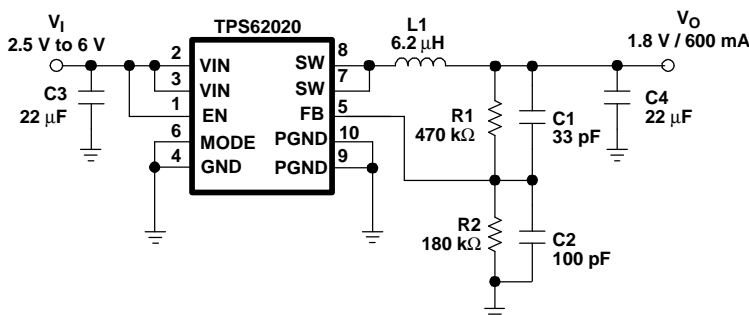 TPS62020
VI
2.5 V to 6 V
C3
22 µF
2
3
1
6
4
VIN
VIN
EN
MODE
GND
SW
SW
FB
PGND
PGND
8
7
5
10
9
L1
6.2 µH
R1
470 kΩ
C1
33 pF
R2
180 kΩ
C2
100 pF
VO
1.8 V / 600 mA
C4
22 µF